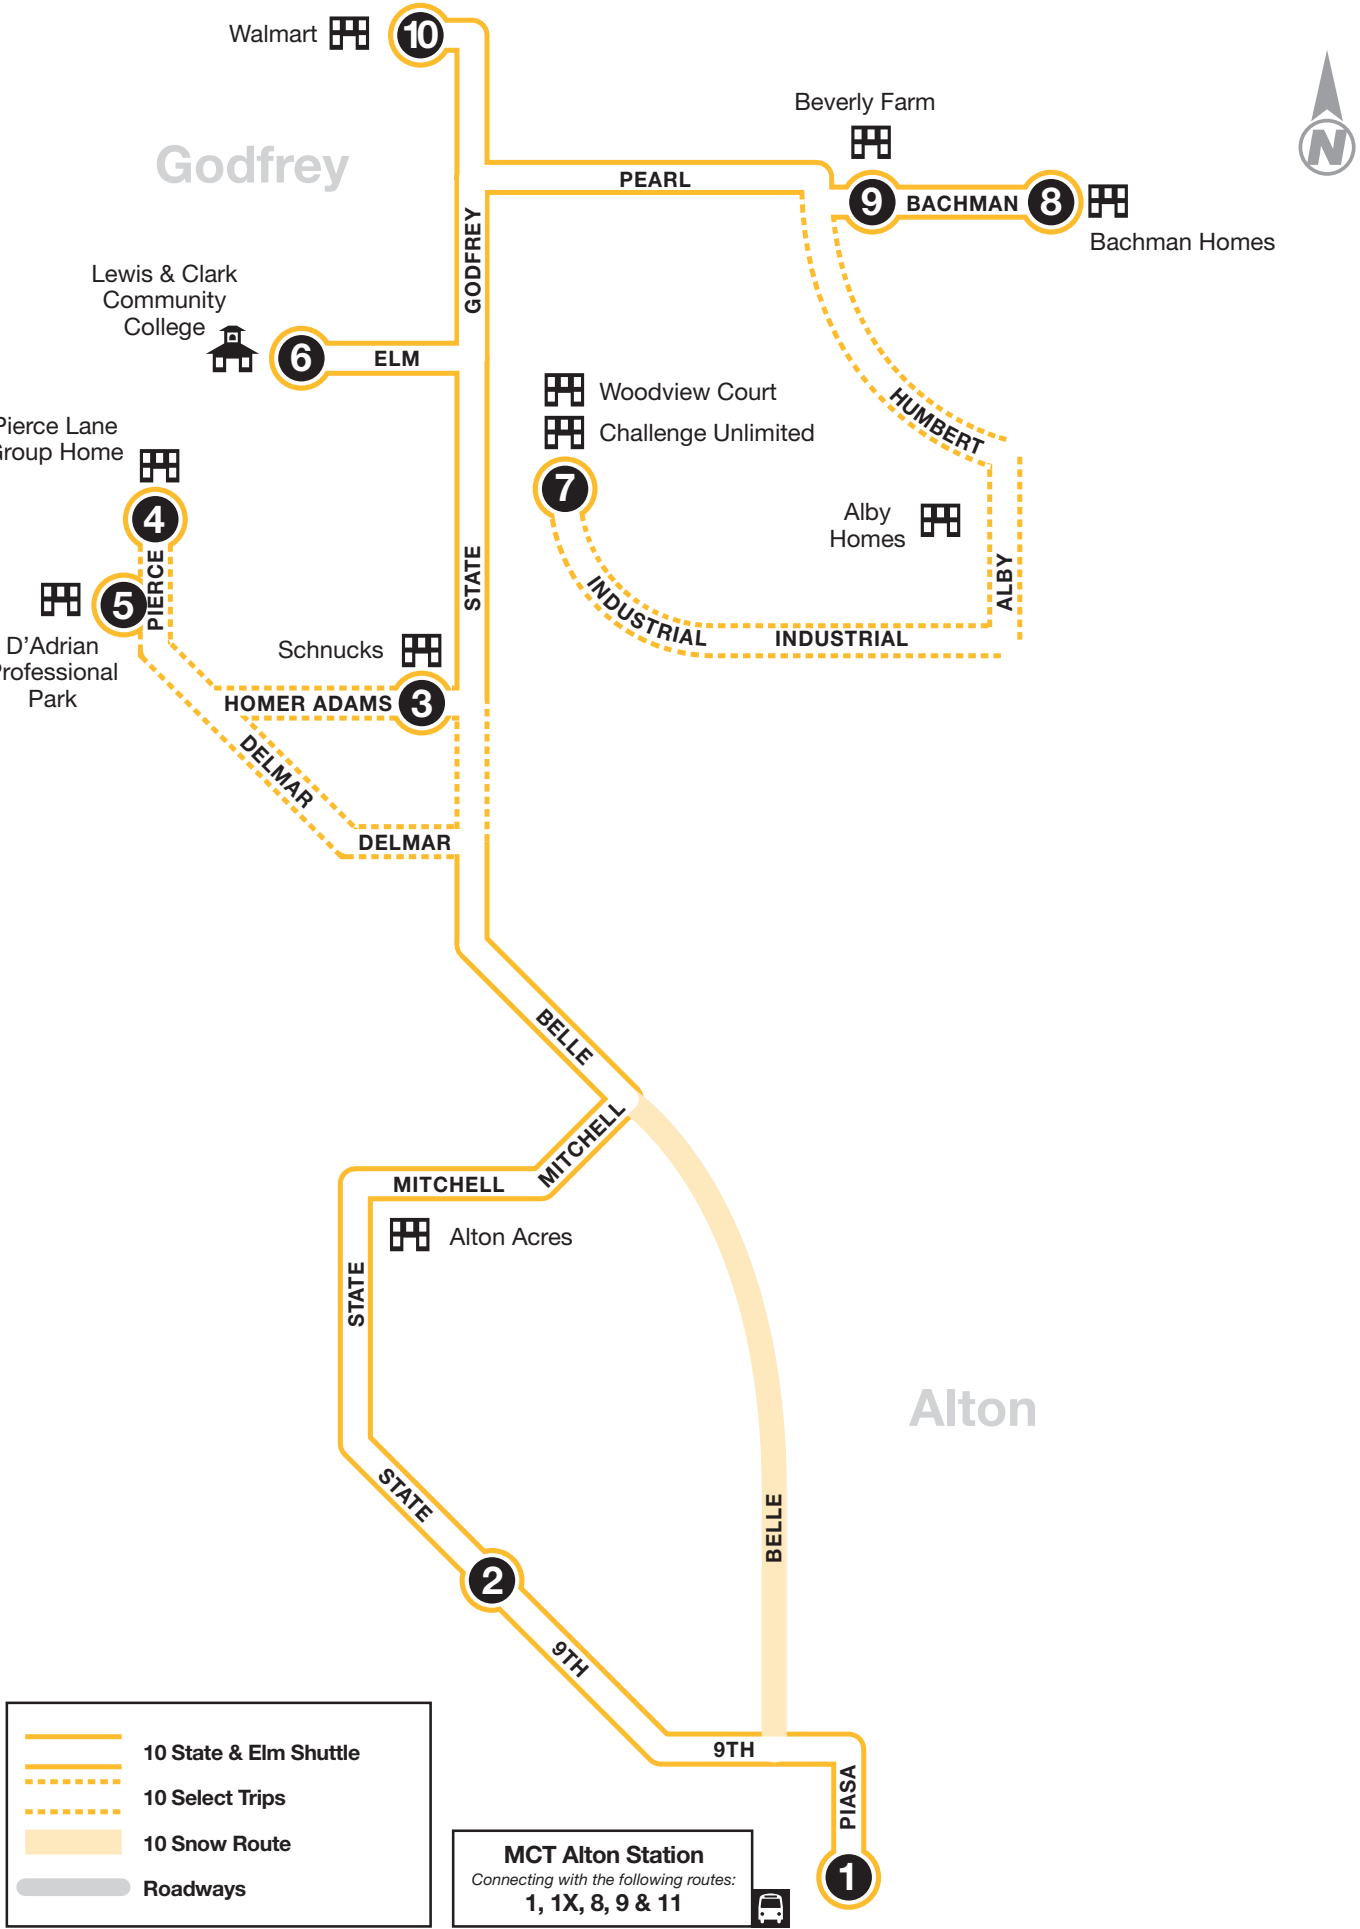 Walmart
10
Beverly Farm
N
Godfrey
PEARL
9
BACHMAN
8
Bachman Homes
GODFREY
Lewis & Clark
Community
College
6
ELM
Woodview Court
Challenge Unlimited
HUMBERT
Pierce Lane
Group Home
7
4
Alby
Homes
PIERCE
STATE
ALBY
5
INDUSTRIAL
INDUSTRIAL
D'Adrian
Professional
Park
Schnucks
HOMER ADAMS
3
DELMAR
DELMAR
BELLE
MITCHELL
MITCHELL
Alton Acres
STATE
Alton
STATE
BELLE
2
9TH
9TH
PIASA
10 State & Elm Shuttle
10 Select Trips
10 Snow Route
Roadways
MCT Alton Station
Connecting with the following routes:
1, 1X, 8, 9 & 11
1